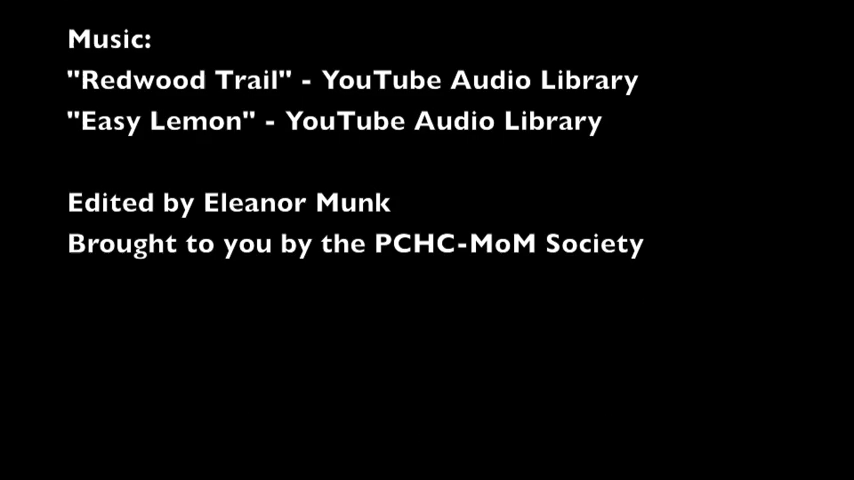 Music:
"Redwood Trail" - YouTube Audio Library
"Easy Lemon" - YouTube Audio Library
Edited by Eleanor Munk
Brought to you by the PCHC-MoM Society